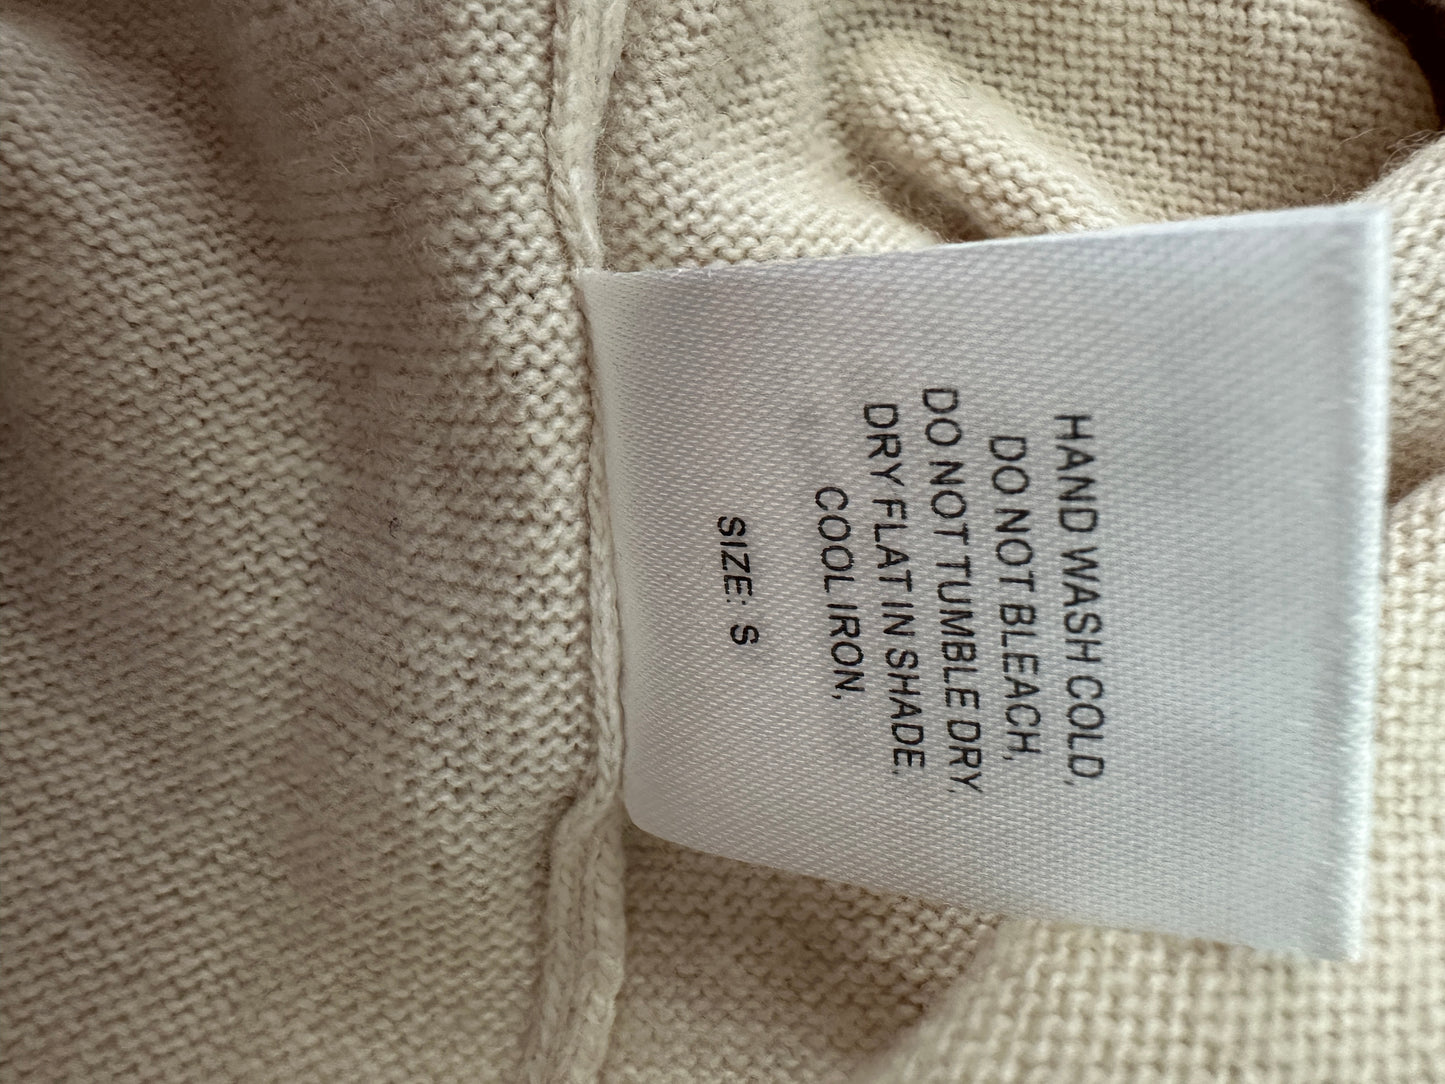 HAND WASH COLD,
DO NOT BLEACH,
DO NOT TUMBLE DRY,
DRY FLAT IN SHADE.
COOL IRON,
SIZE: S